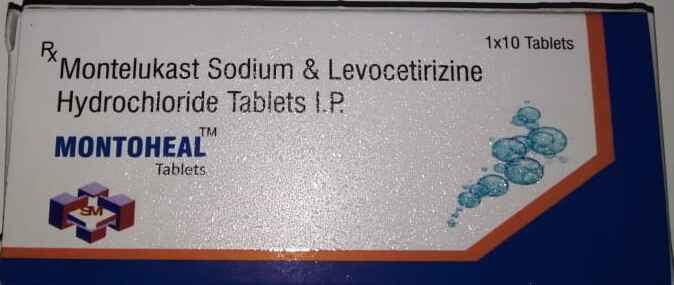 1x10 Tablets
Rx Montelukast Sodium & Levocetirizine
Hydrochloride Tablets I.P.
MONTOHEAL™
Tablets
SM